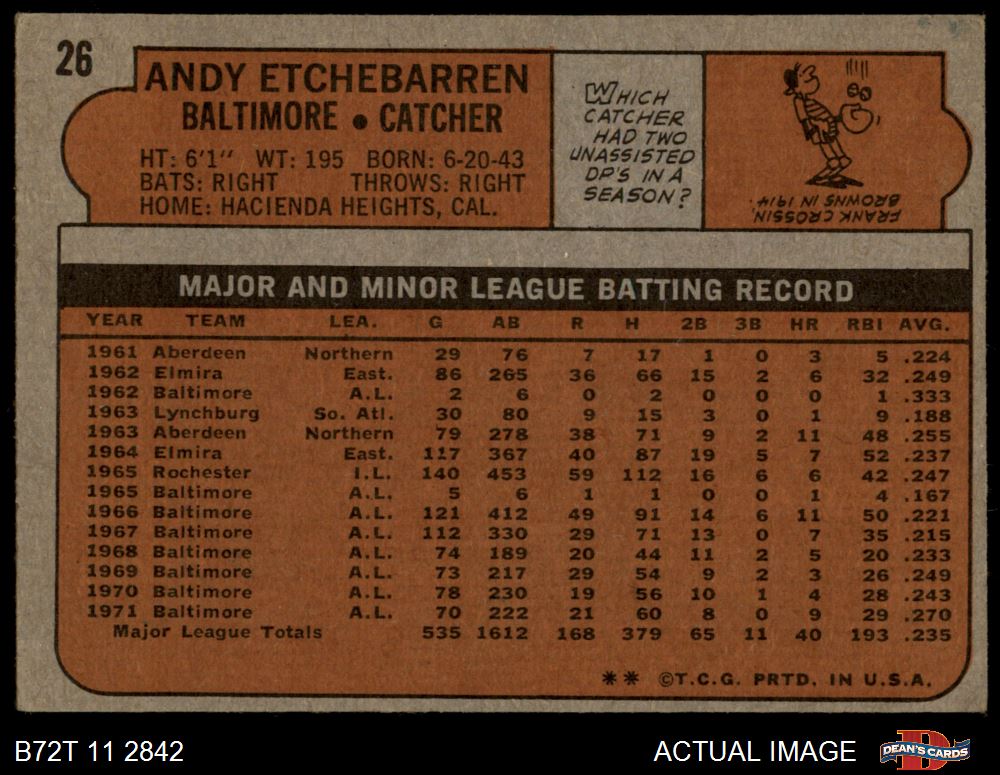 26
ANDY ETCHEBARREN
BALTIMORE • CATCHER
HT: 6'1" WT: 195 BORN: 6-20-43
BATS: RIGHT THROWS: RIGHT
HOME: HACIENDA HEIGHTS, CAL.
WHICH
CATCHER
HAD TWO
UNASSISTED
DP'S IN A
SEASON?
FRANK CROSSIN,
BROWNS IN 1914.
MAJOR AND MINOR LEAGUE BATTING RECORD
YEAR TEAM LEA. G AB R H 2B 3B HR RBI AVG.
1961 Aberdeen Northern 29 76 7 17 1 0 3 5 .224
1962 Elmira East. 86 265 36 66 15 2 6 32 .249
1962 Baltimore A.L. 2 6 0 2 0 0 0 1 .333
1963 Lynchburg So. Atl. 30 80 9 15 3 0 1 9 .188
1963 Aberdeen Northern 79 278 38 71 9 2 11 48 .255
1964 Elmira East. 117 367 40 87 19 5 7 52 .237
1965 Rochester I.L. 140 453 59 112 16 6 6 42 .247
1965 Baltimore A.L. 5 6 1 1 0 0 1 4 .167
1966 Baltimore A.L. 121 412 49 91 14 6 11 50 .221
1967 Baltimore A.L. 112 330 29 71 13 0 7 35 .215
1968 Baltimore A.L. 74 189 20 44 11 2 5 20 .233
1969 Baltimore A.L. 73 217 29 54 9 2 3 26 .249
1970 Baltimore A.L. 78 230 19 56 10 1 4 28 .243
1971 Baltimore A.L. 70 222 21 60 8 0 9 29 .270
Major League Totals 535 1612 168 379 65 11 40 193 .235
** ©T.C.G. PRTD. IN U.S.A.
B72T 11 2842
ACTUAL IMAGE
D
DEAN'S CARDS